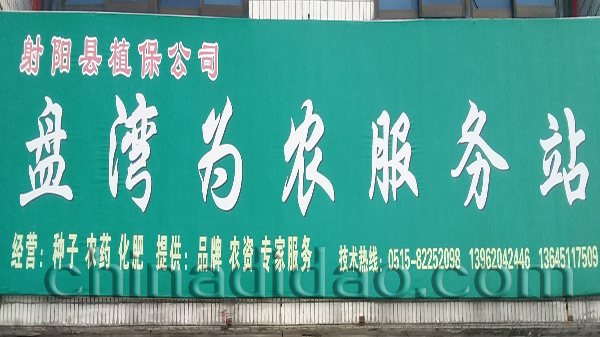 射阳县植保公司
盘湾为农服务站
经营：种子 农药 化肥 提供：品牌 农资 专家服务 技术热线：0515-82252098 13962042446 13645117509
chinadidao.com